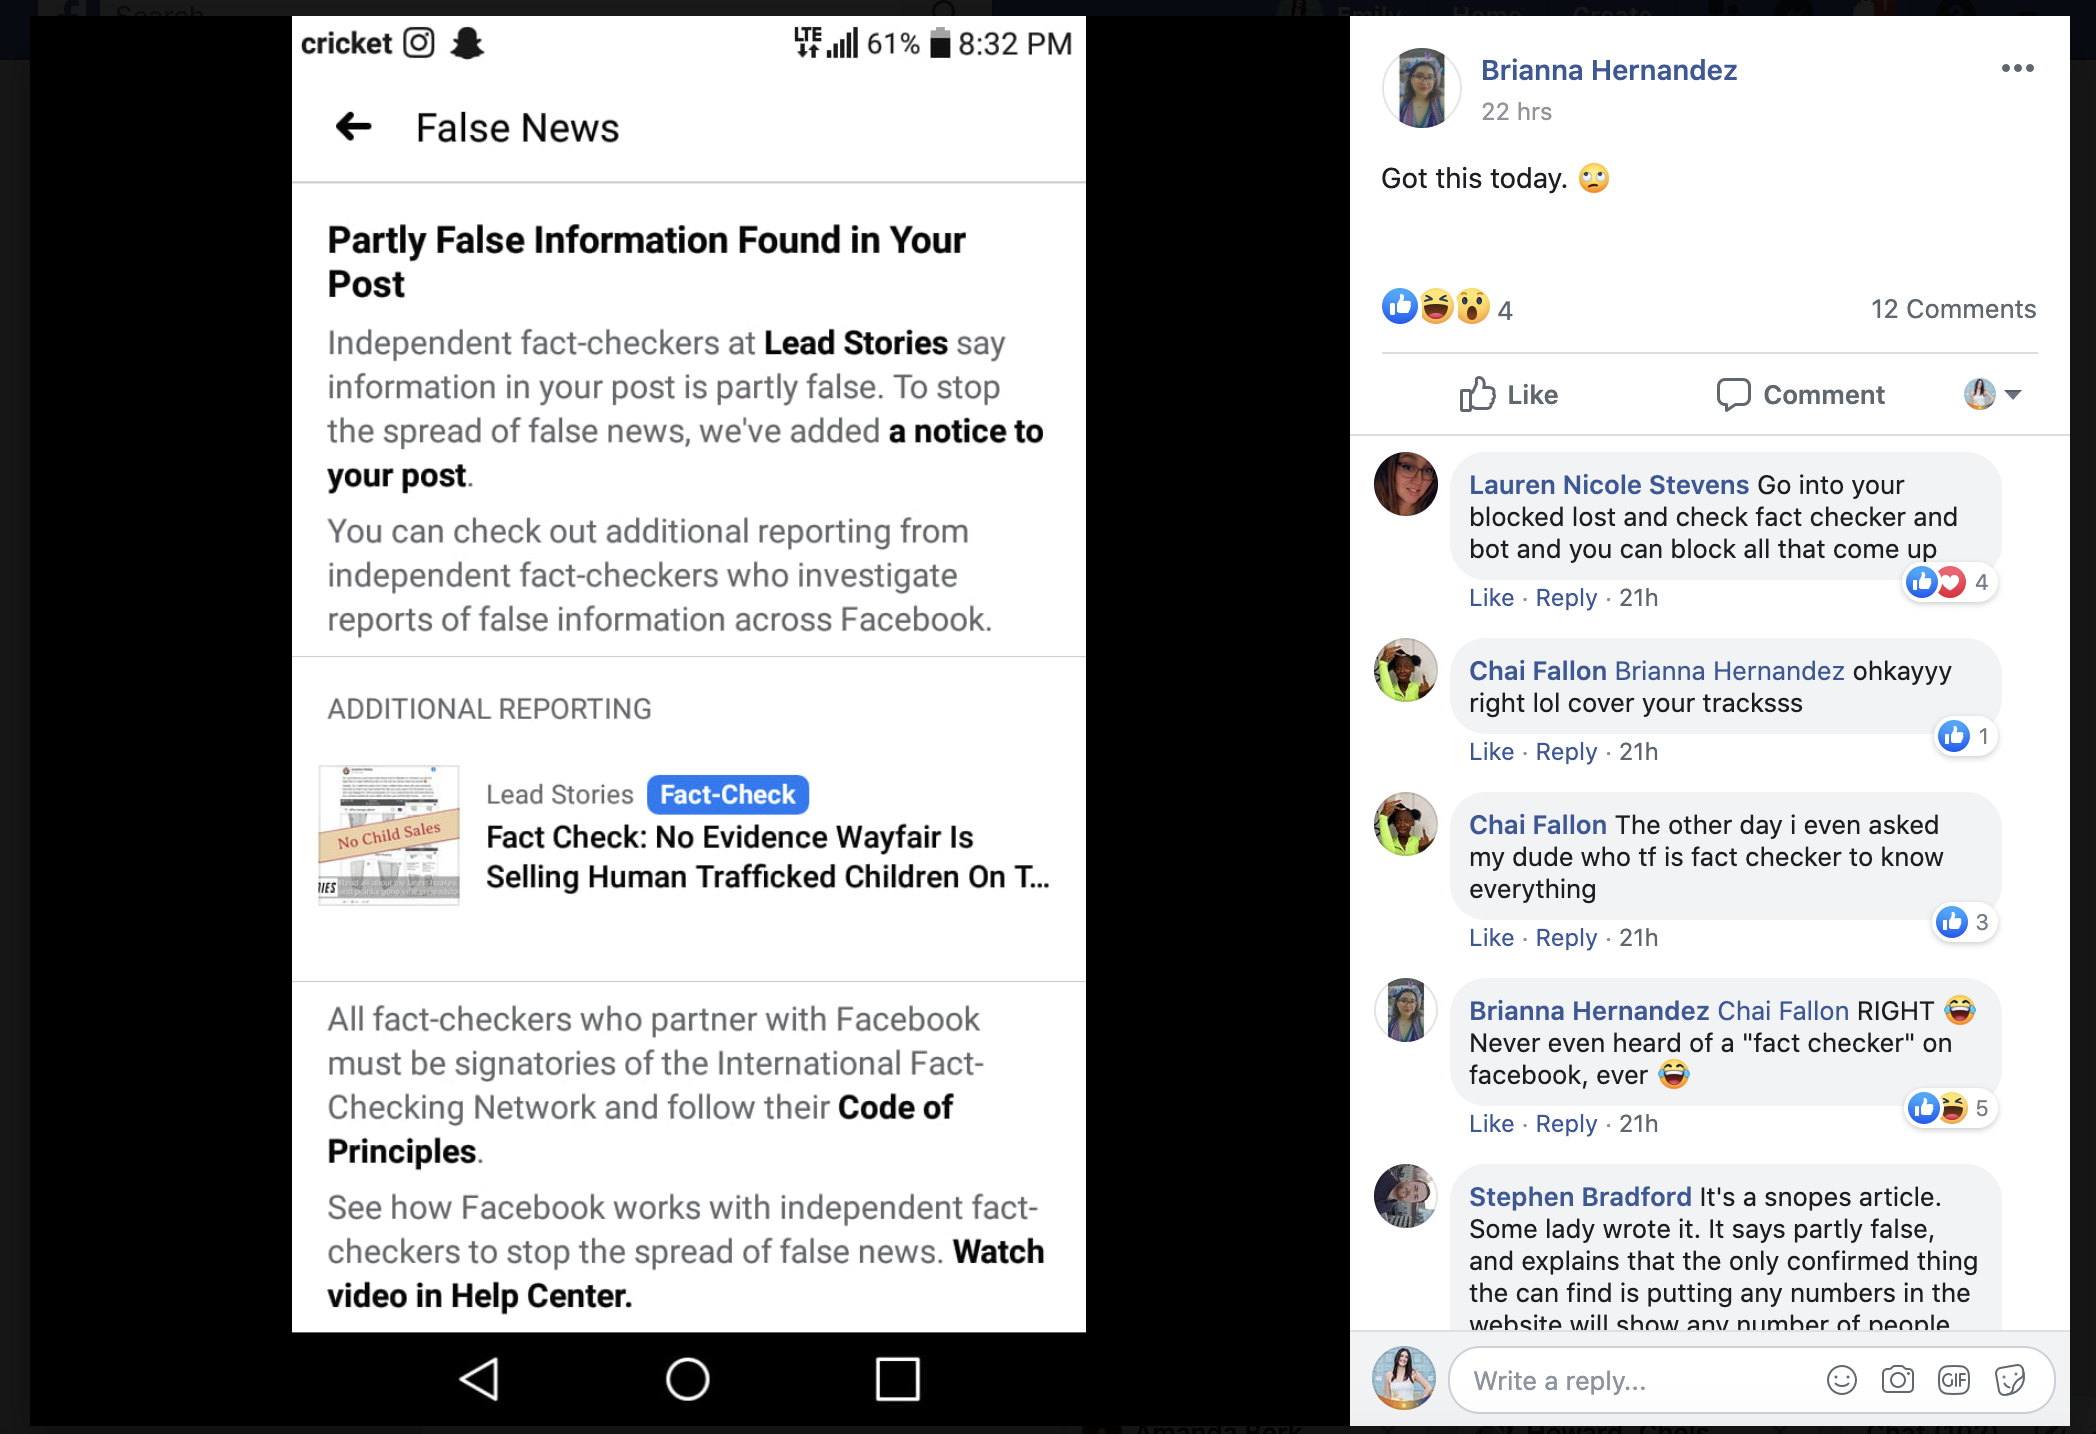 Search
Emily
Home
Create
cricket
LTE
61%
8:32 PM
False News
Partly False Information Found in Your
Post
Independent fact-checkers at Lead Stories say
information in your post is partly false. To stop
the spread of false news, we've added a notice to
your post.
You can check out additional reporting from
independent fact-checkers who investigate
reports of false information across Facebook.
ADDITIONAL REPORTING
No Child Sales
Lead Stories Fact-Check
Fact Check: No Evidence Wayfair Is
Selling Human Trafficked Children On T...
All fact-checkers who partner with Facebook
must be signatories of the International Fact-
Checking Network and follow their Code of
Principles.
See how Facebook works with independent fact-
checkers to stop the spread of false news. Watch
video in Help Center.
Brianna Hernandez
22 hrs
Got this today. 🙄
4
12 Comments
Like
Comment
Lauren Nicole Stevens Go into your
blocked lost and check fact checker and
bot and you can block all that come up
4
Like · Reply · 21h
Chai Fallon Brianna Hernandez ohkayyy
right lol cover your tracksss
1
Like · Reply · 21h
Chai Fallon The other day i even asked
my dude who tf is fact checker to know
everything
3
Like · Reply · 21h
Brianna Hernandez Chai Fallon RIGHT 😂
Never even heard of a "fact checker" on
facebook, ever 😂
5
Like · Reply · 21h
Stephen Bradford It's a snopes article.
Some lady wrote it. It says partly false,
and explains that the only confirmed thing
the can find is putting any numbers in the
website will show any number of people
Write a reply...
GIF